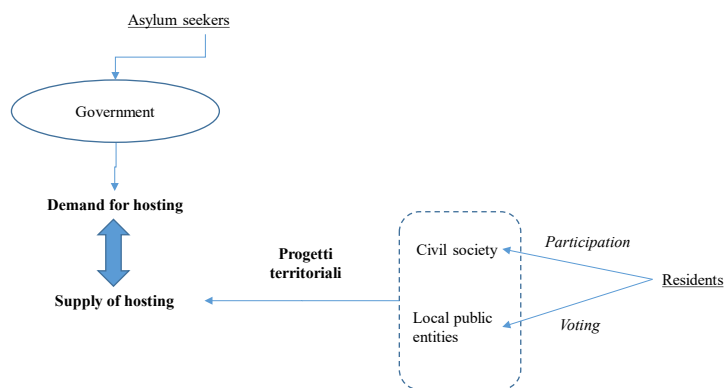 Asylum seekers
Government
Demand for hosting
Supply of hosting
Progetti
territoriali
Civil society
Local public
entities
Participation
Voting
Residents